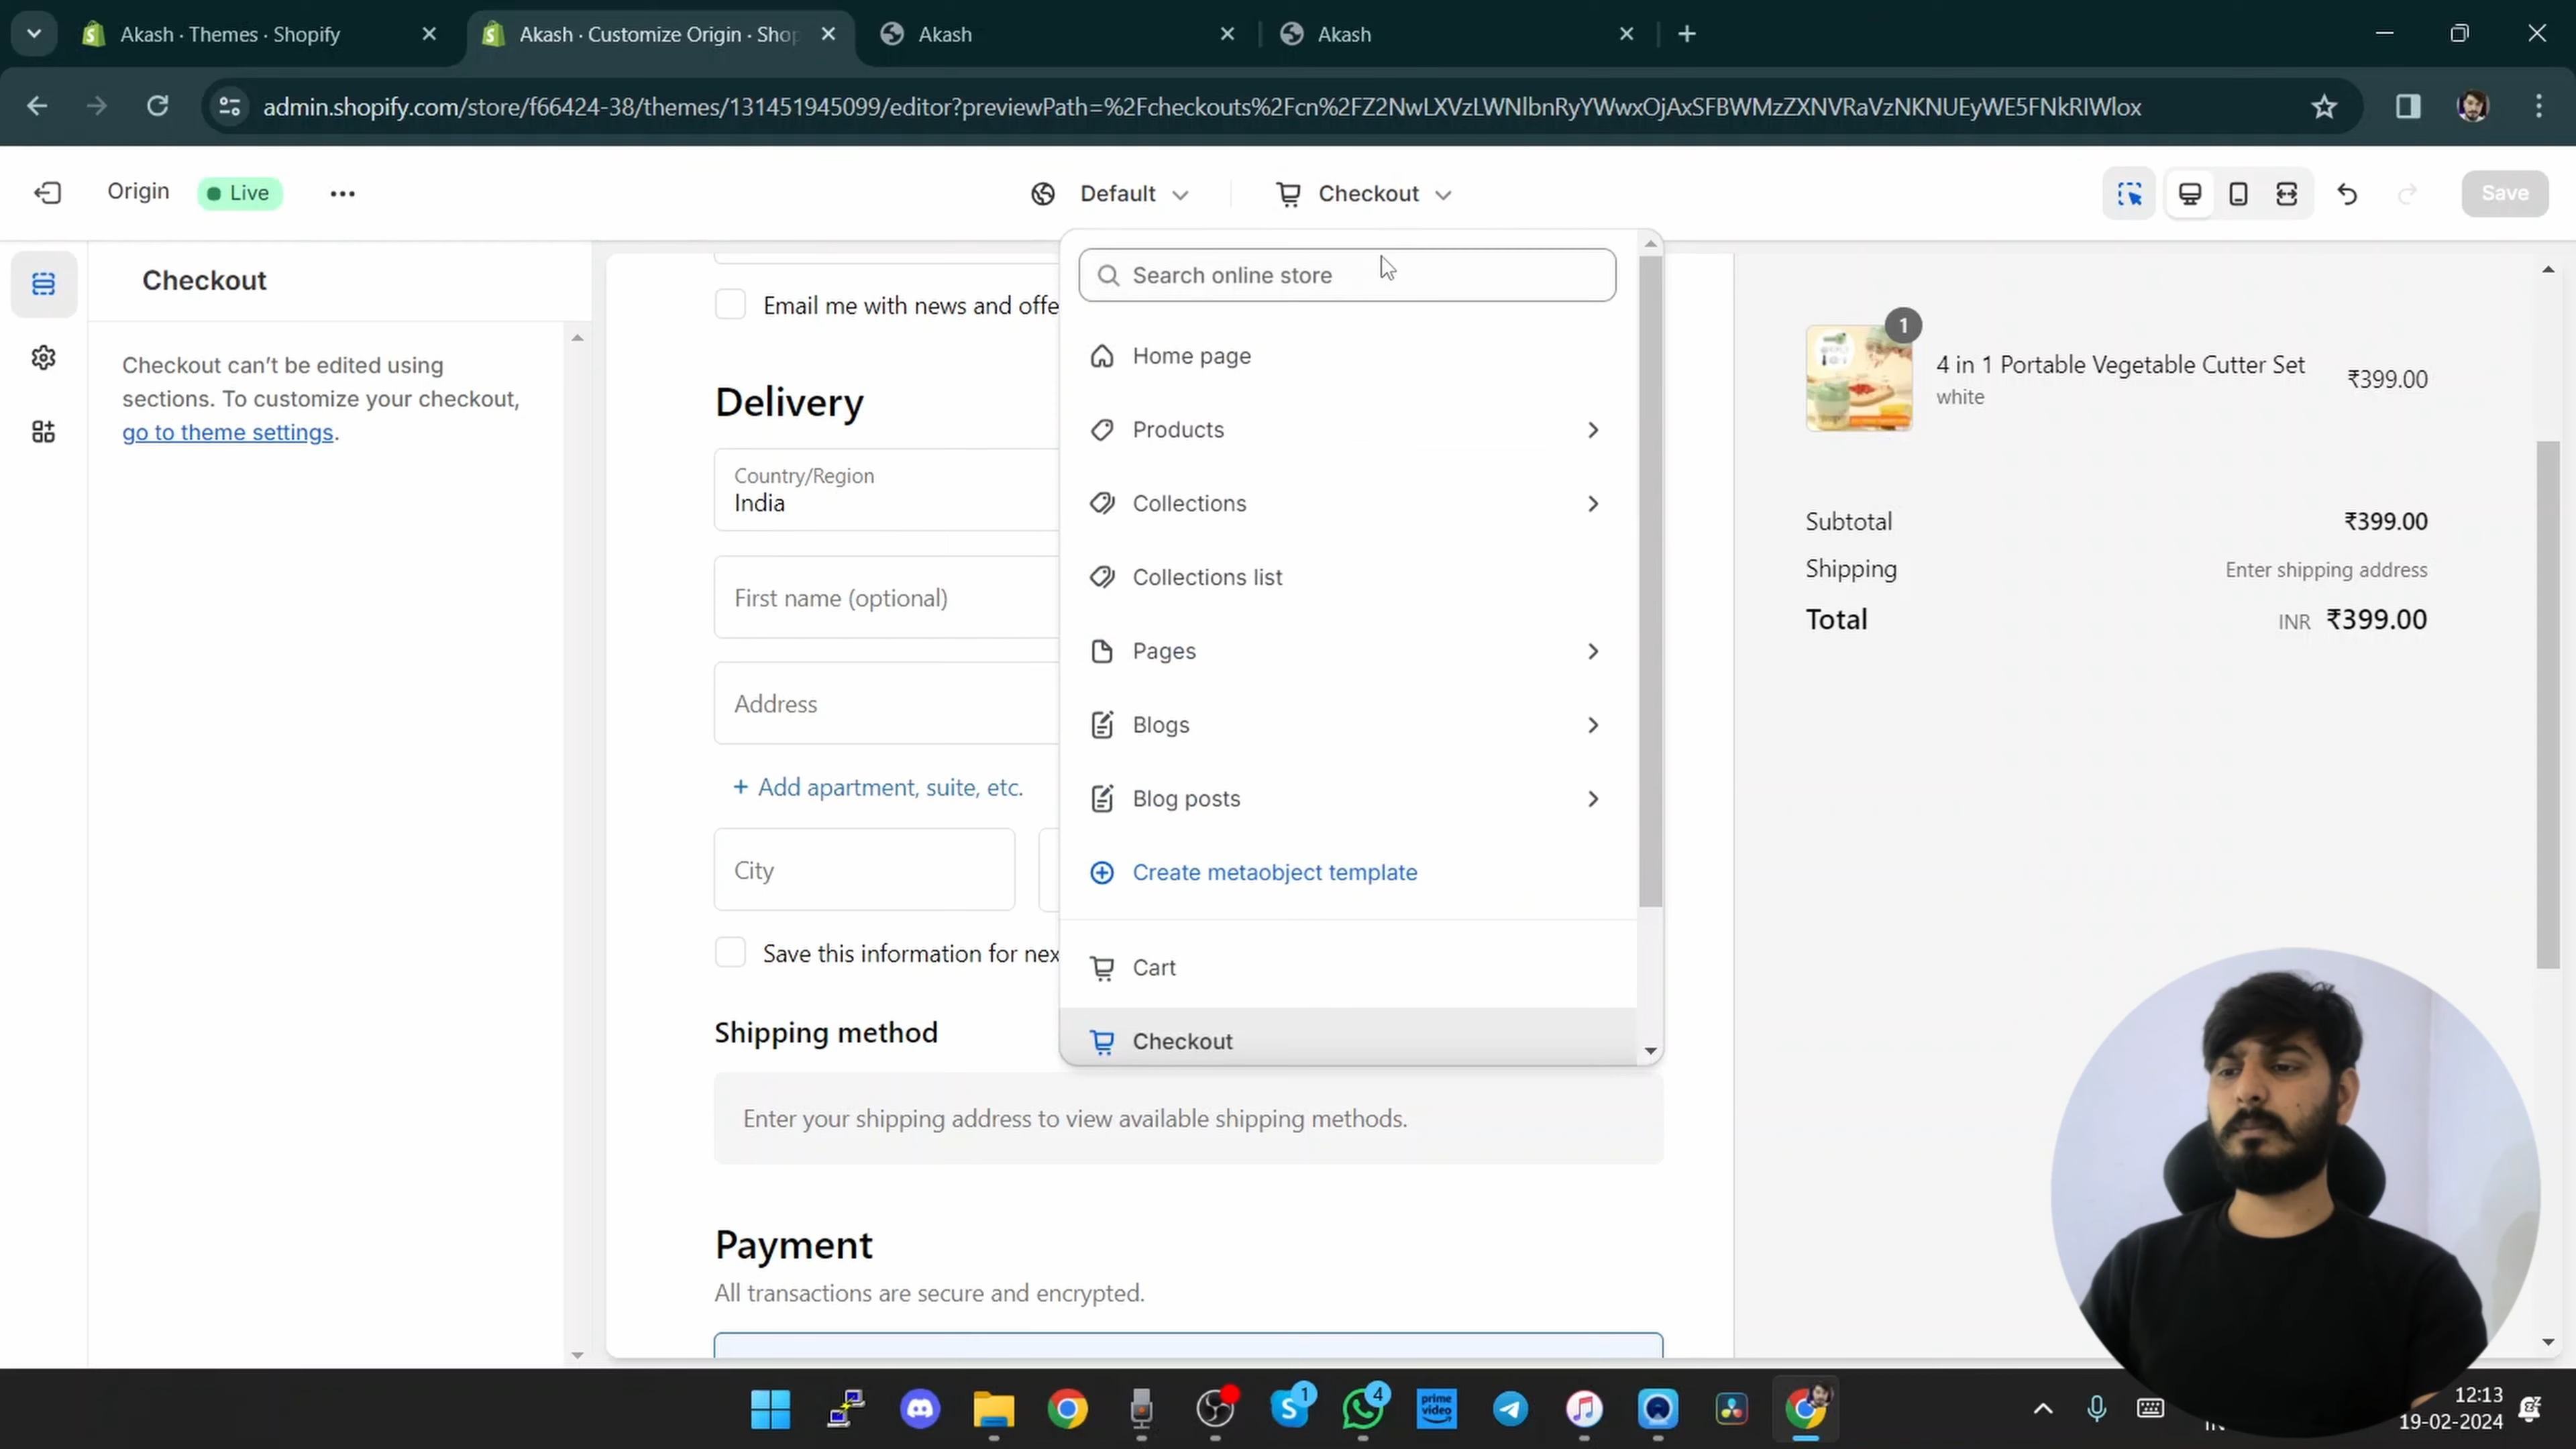 Akash · Themes · Shopify
Akash · Customize Origin · Shop
Akash
Akash
admin.shopify.com/store/f66424-38/themes/131451945099/editor?previewPath=%2Fcheckouts%2Fcn%2FZ2NwLXVzLWNlbnRyYWwxOjAxSFBWMzZXNVRaVzNKNUEyWE5FNkRIWlox
Origin
Live
Default
Checkout
Save
Checkout
Checkout can't be edited using
sections. To customize your checkout,
go to theme settings.
Email me with news and offe
Delivery
Country/Region
India
First name (optional)
Address
+ Add apartment, suite, etc.
City
Save this information for nex
Shipping method
Enter your shipping address to view available shipping methods.
Payment
All transactions are secure and encrypted.
Search online store
Home page
Products
Collections
Collections list
Pages
Blogs
Blog posts
Create metaobject template
Cart
Checkout
1
4 in 1 Portable Vegetable Cutter Set
white
₹399.00
Subtotal ₹399.00
Shipping Enter shipping address
Total INR ₹399.00
1
4
prime
video
12:13
19-02-2024